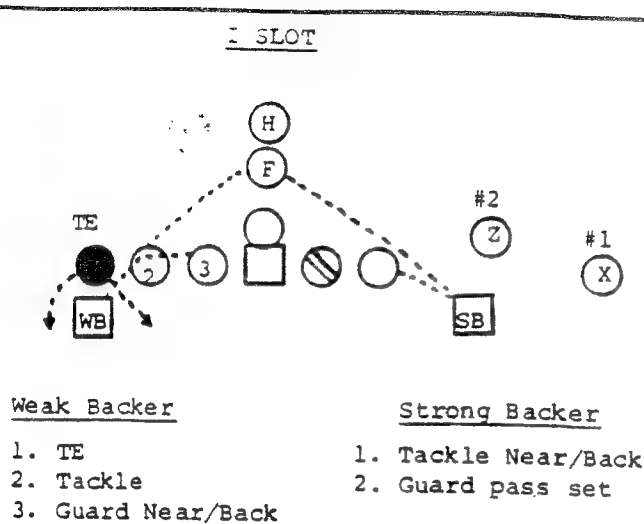 I SLOT
H
F
#2
TE
Z
#1
2
3
X
WB
SB
Weak Backer
1. TE
2. Tackle
3. Guard Near/Back
Strong Backer
1. Tackle Near/Back
2. Guard pass set